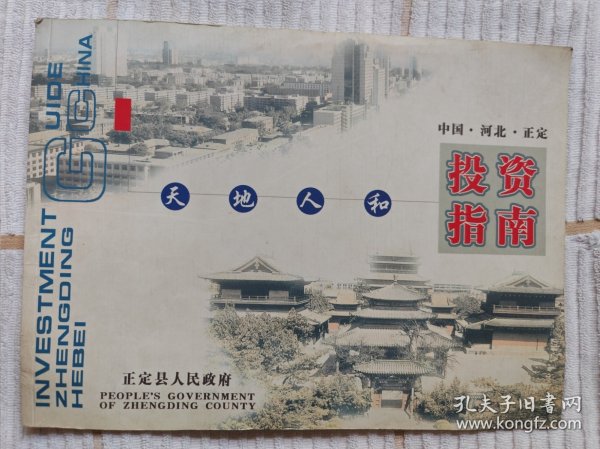 INVESTMENT GUIDE
ZHENGDING CHINA
HEBEI
中国·河北·正定
投资
指南
天地人和
正定县人民政府
PEOPLE'S GOVERNMENT
OF ZHENGDING COUNTY
孔夫子旧书网
www.kongfz.com